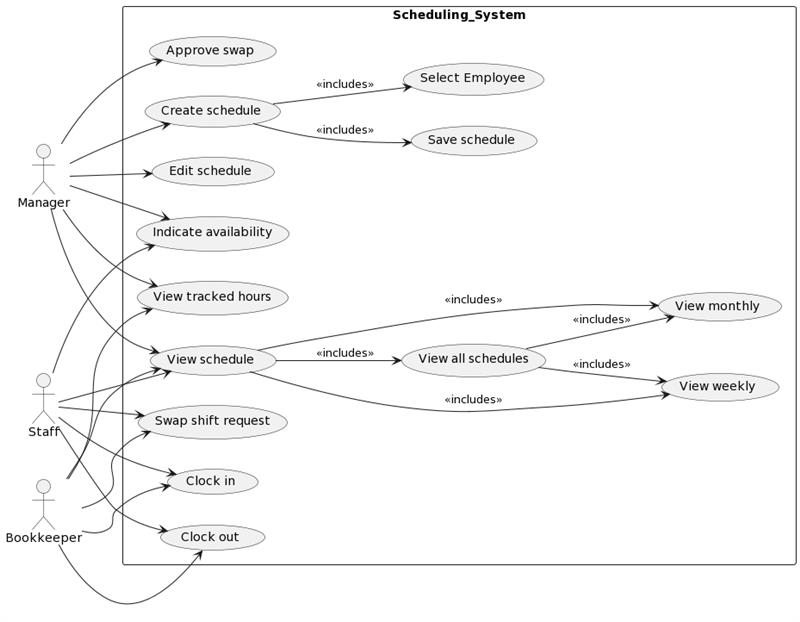 Scheduling_System
Approve swap
Select Employee
«includes»
Create schedule
«includes»
Save schedule
Edit schedule
Manager
Indicate availability
View tracked hours
«includes»
View monthly
«includes»
«includes»
View schedule
View all schedules
«includes»
View weekly
«includes»
Staff
Swap shift request
Clock in
Bookkeeper
Clock out